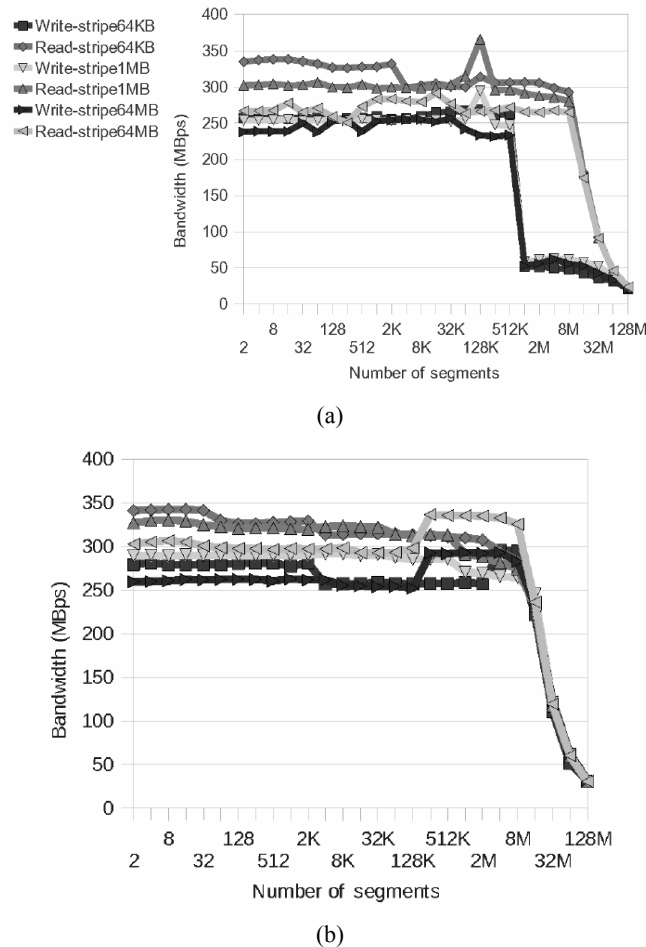 Write-stripe64KB
Read-stripe64KB
Write-stripe1MB
Read-stripe1MB
Write-stripe64MB
Read-stripe64MB
400
350
300
250
200
150
100
50
0
Bandwidth (MBps)
8 128 2K 32K 512K 8M 128M
2 32 512 8K 128K 2M 32M
Number of segments
(a)
400
350
300
250
200
150
100
50
0
Bandwidth (MBps)
8 128 2K 32K 512K 8M 128M
2 32 512 8K 128K 2M 32M
Number of segments
(b)